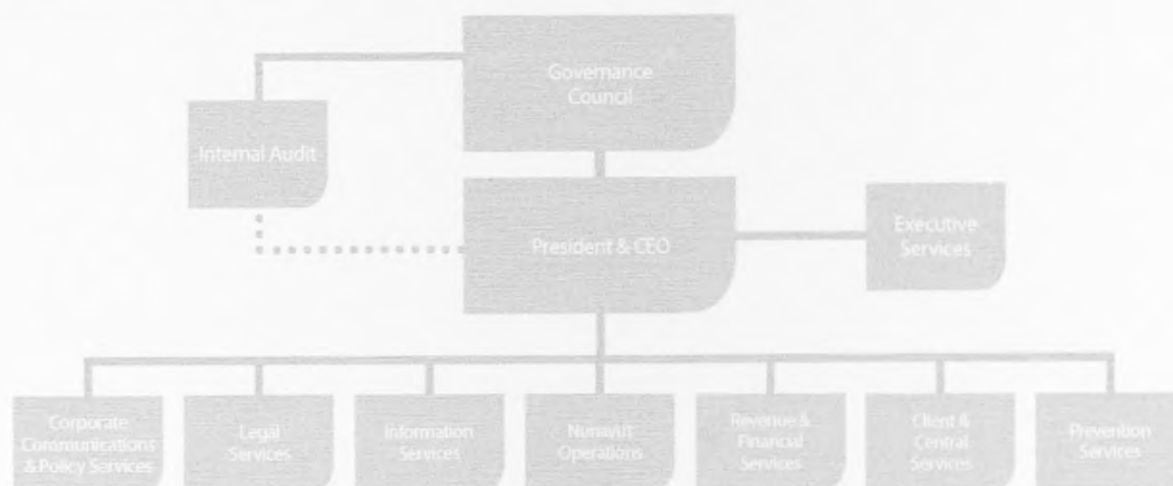 Governance
Council
Internal Audit
President & CEO
Executive
Services
Corporate
Communications
& Policy Services
Legal
Services
Information
Services
Nunavut
Operations
Revenue &
Financial
Services
Client &
Central
Services
Prevention
Services